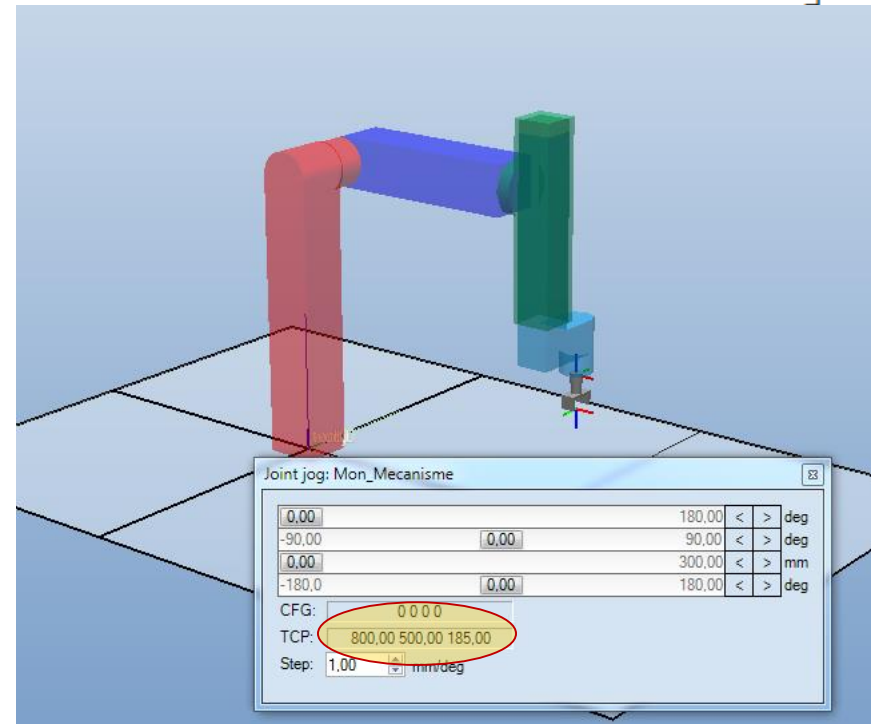 Joint jog: Mon_Mecanisme
0,00 180,00 < > deg
-90,00 0,00 90,00 < > deg
0,00 300,00 < > mm
-180,0 0,00 180,00 < > deg
CFG: 0 0 0 0
TCP: 800,00 500,00 185,00
Step: 1,00 mm/deg